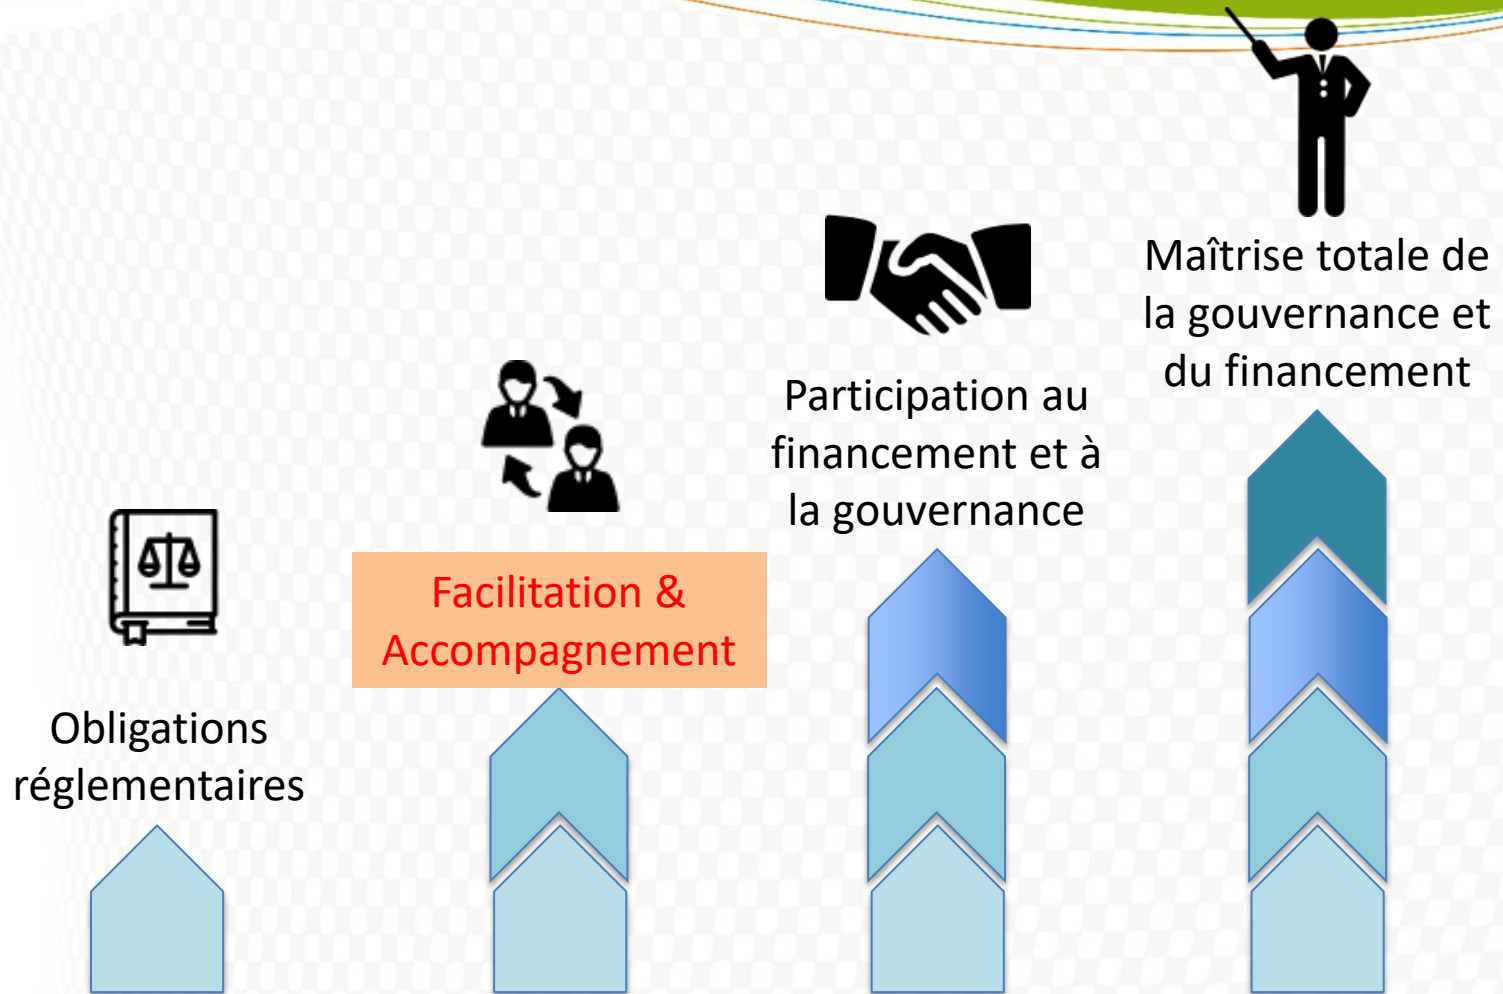 Obligations
réglementaires
Facilitation &
Accompagnement
Participation au
financement et à
la gouvernance
Maîtrise totale de
la gouvernance et
du financement